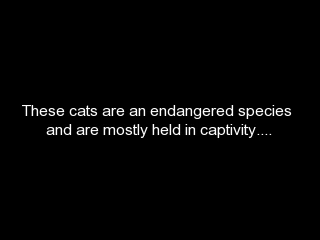 These cats are an endangered species
and are mostly held in captivity....